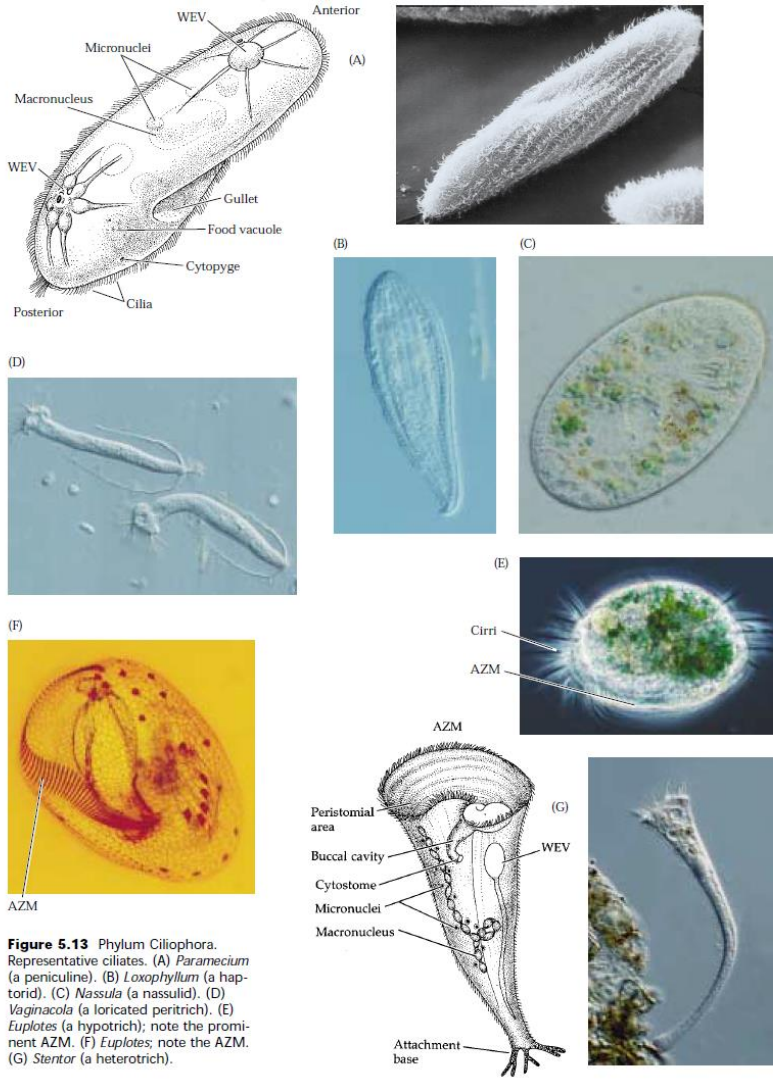 WEV
Anterior
Micronuclei
(A)
Macronucleus
WEV
Gullet
Food vacuole
Cytopyge
Cilia
Posterior
(B)
(C)
(D)
(E)
Cirri
AZM
(F)
AZM
AZM
Peristomial
area
(G)
Buccal cavity
WEV
Cytostome
Micronuclei
Macronucleus
Attachment
base
Figure 5.13 Phylum Ciliophora.
Representative ciliates. (A) Paramecium
(a peniculine). (B) Loxophyllum (a hap-
torid). (C) Nassula (a nassulid). (D)
Vaginacola (a loricated peritrich). (E)
Euplotes (a hypotrich); note the promi-
nent AZM. (F) Euplotes; note the AZM.
(G) Stentor (a heterotrich).